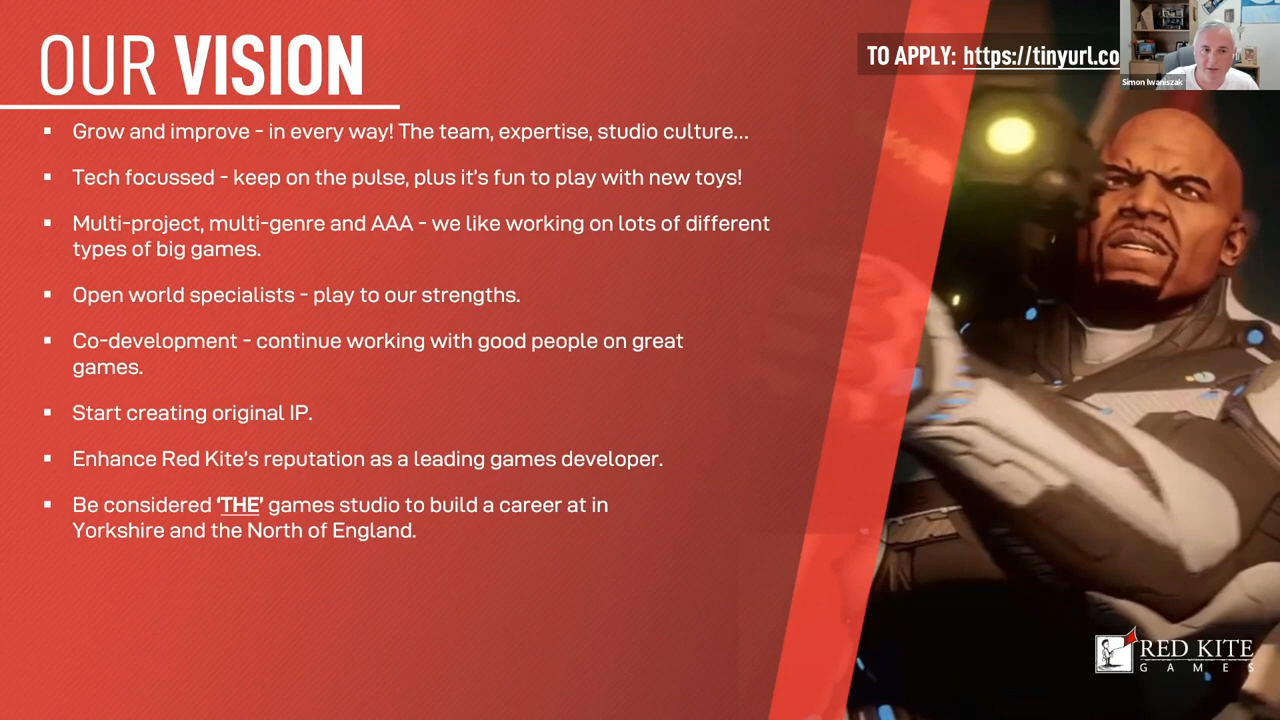 OUR VISION
TO APPLY: https://tinyurl.co
Simon Iwaniszak
▪ Grow and improve - in every way! The team, expertise, studio culture...
▪ Tech focussed - keep on the pulse, plus it's fun to play with new toys!
▪ Multi-project, multi-genre and AAA - we like working on lots of different
types of big games.
▪ Open world specialists - play to our strengths.
▪ Co-development - continue working with good people on great
games.
▪ Start creating original IP.
▪ Enhance Red Kite's reputation as a leading games developer.
▪ Be considered ‘THE’ games studio to build a career at in
Yorkshire and the North of England.
RED KITE
GAMES